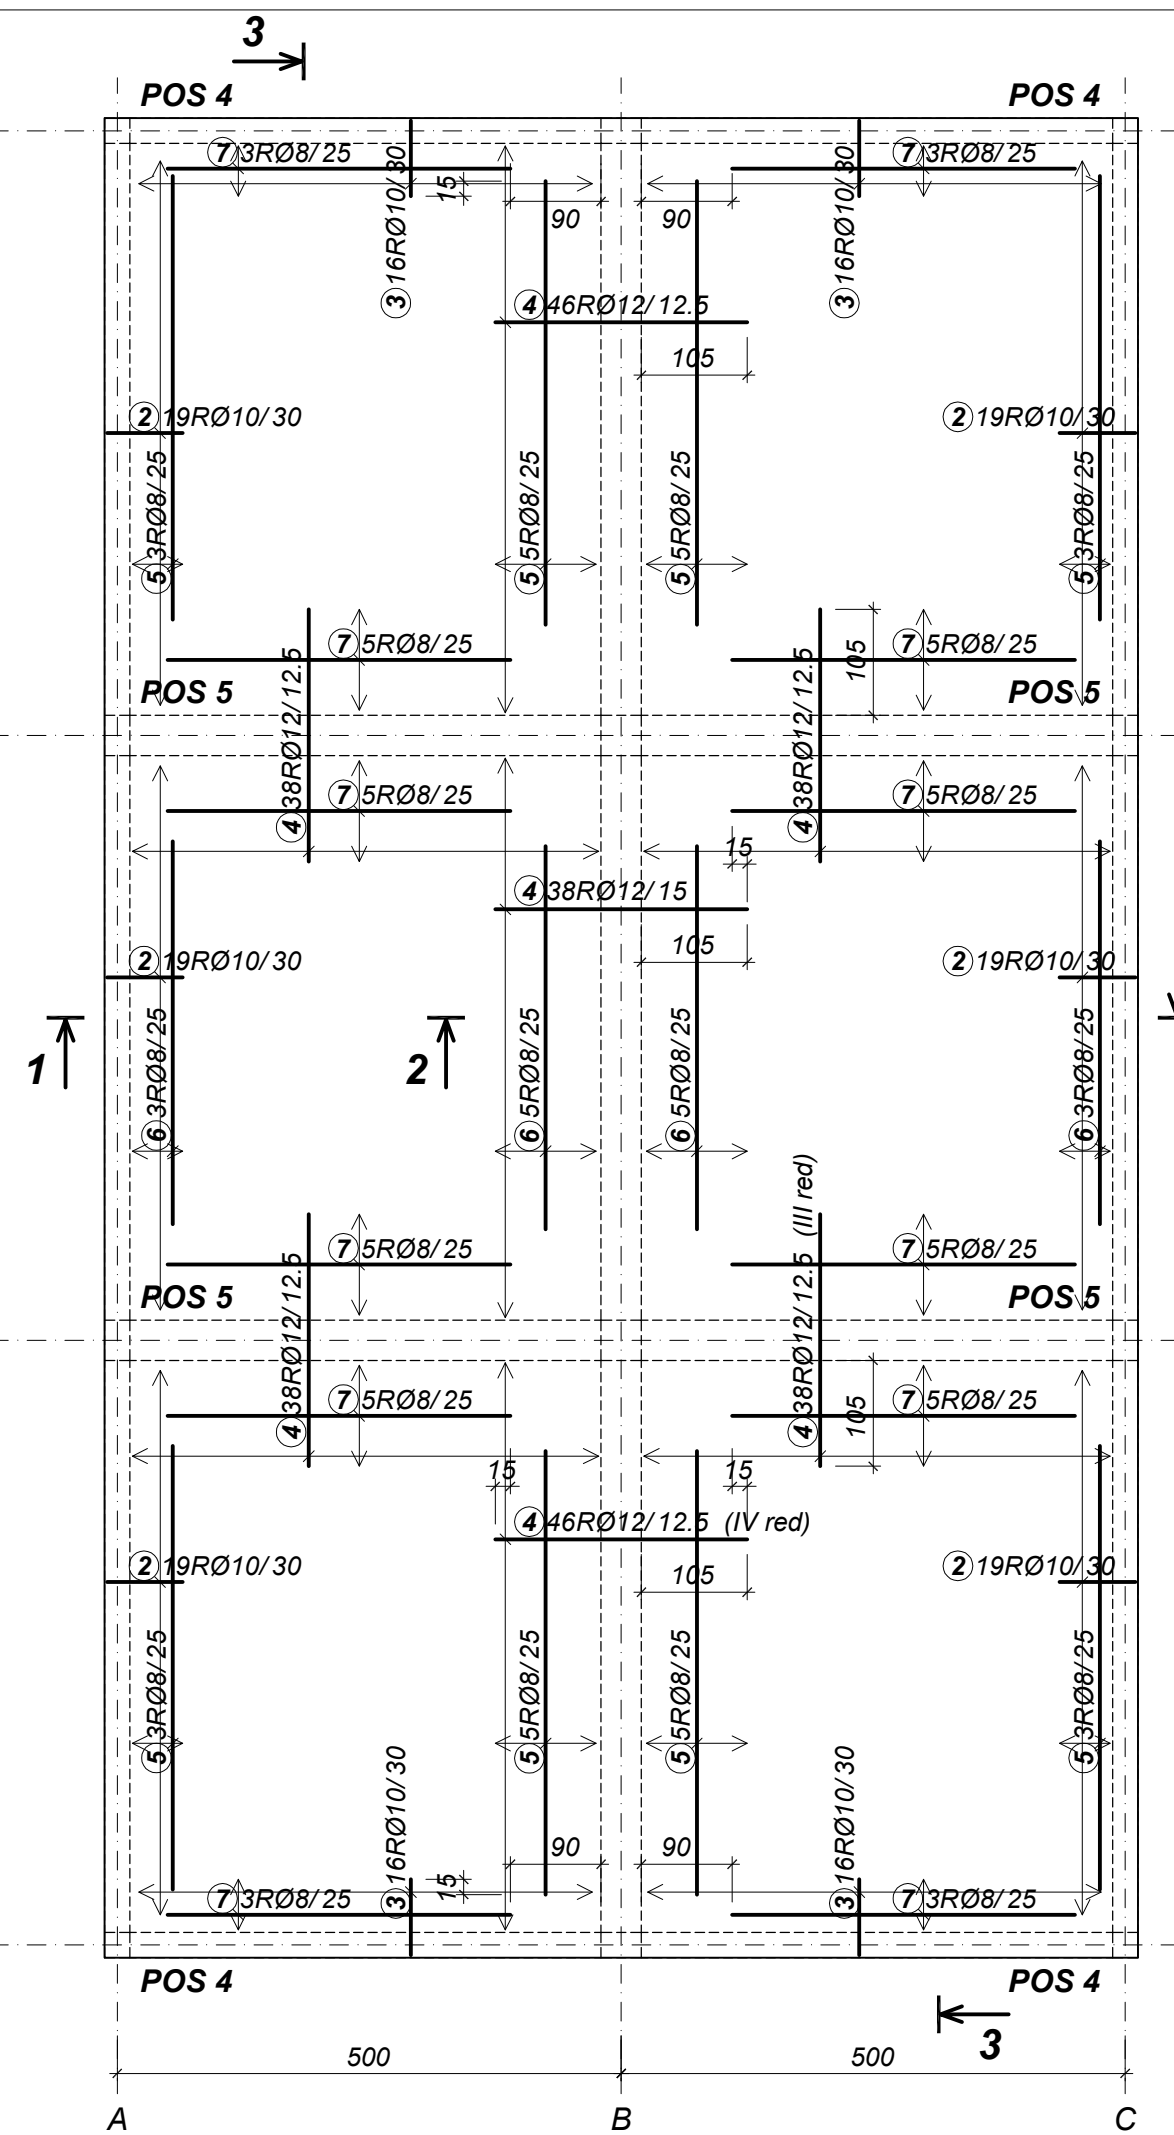 3
POS 4 POS 4
7 3RØ8/25 7 3RØ8/25
3 16RØ10/30 3 16RØ10/30
15
90 90
4 46RØ12/12.5
105
2 19RØ10/30 2 19RØ10/30
5 3RØ8/25 5 5RØ8/25 5 5RØ8/25 5 3RØ8/25
7 5RØ8/25 7 5RØ8/25
105
POS 5 POS 5
4 38RØ12/12.5 4 38RØ12/12.5
7 5RØ8/25 7 5RØ8/25
15
4 38RØ12/15
105
2 19RØ10/30 2 19RØ10/30
1 2
6 3RØ8/25 6 5RØ8/25 6 5RØ8/25 6 3RØ8/25
7 5RØ8/25 7 5RØ8/25
POS 5 POS 5
4 38RØ12/12.5 4 38RØ12/12.5 (III red)
7 5RØ8/25 7 5RØ8/25
105
15 15
4 46RØ12/12.5 (IV red)
105
2 19RØ10/30 2 19RØ10/30
5 3RØ8/25 5 5RØ8/25 5 5RØ8/25 5 3RØ8/25
3 16RØ10/30 3 16RØ10/30
90 90
15
7 3RØ8/25 7 3RØ8/25
POS 4 POS 4
3
500 500
A B C